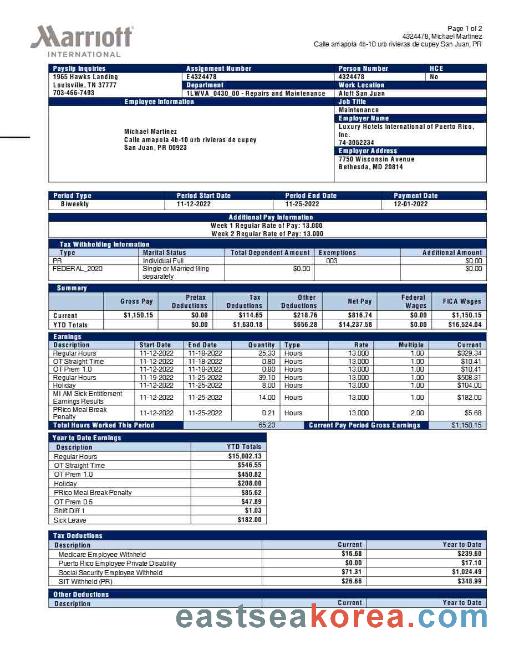 Marriott
INTERNATIONAL
Page 1 of 2
4324478, Michael Martinez
Calle amapola 4b-10 urb rivieras de cupey San Juan, PR
Payslip Inquiries Assignment Number Person Number HCE
1965 Hawks Landing E4324478 4324478 No
Louisville, TN 37777 Department Work Location
703-466-7493 1LWVA_0430_00 - Repairs and Maintenance Aloft San Juan
Employee Information Job Title
Maintenance
Employer Name
Michael Martinez Luxury Hotels International of Puerto Rico,
Calle amapola 4b-10 urb rivieras de cupey Inc.
San Juan, PR 00923 74-3052234
Employer Address
7750 Wisconsin Avenue
Bethesda, MD 20814
Period Type Period Start Date Period End Date Payment Date
Biweekly 11-12-2022 11-25-2022 12-01-2022
Additional Pay Information
Week 1 Regular Rate of Pay: 13.000
Week 2 Regular Rate of Pay: 13.000
Tax Withholding Information
Type Marital Status Total Dependent Amount Exemptions Additional Amount
PR Individual Full 003 $0.00
FEDERAL_2020 Single or Married filing separately $0.00 $0.00
Summary
Gross Pay Pretax Deductions Tax Deductions Other Deductions Net Pay Federal Wages FICA Wages
Current $1,150.15 $0.00 $114.65 $218.76 $816.74 $0.00 $1,150.15
YTD Totals $0.00 $1,630.18 $656.28 $14,237.58 $0.00 $16,524.04
Earnings
Description Start Date End Date Quantity Type Rate Multiple Current
Regular Hours 11-12-2022 11-18-2022 25.33 Hours 13.000 1.00 $329.34
OT Straight Time 11-12-2022 11-18-2022 0.80 Hours 13.000 1.00 $10.41
OT Prem 1.0 11-12-2022 11-18-2022 0.80 Hours 13.000 1.00 $10.41
Regular Hours 11-19-2022 11-25-2022 39.10 Hours 13.000 1.00 $508.31
Holiday 11-12-2022 11-25-2022 8.00 Hours 13.000 1.00 $104.00
MI AM Sick Entitlement Earnings Results 11-12-2022 11-25-2022 14.00 Hours 13.000 1.00 $182.00
PRico Meal Break Penalty 11-12-2022 11-25-2022 0.21 Hours 13.000 2.00 $5.68
Total Hours Worked This Period 65.23 Current Pay Period Gross Earnings $1,150.15
Year to Date Earnings
Description YTD Totals
Regular Hours $15,002.13
OT Straight Time $546.55
OT Prem 1.0 $450.82
Holiday $208.00
PRico Meal Break Penalty $85.62
OT Prem 0.5 $47.89
Shift Diff 1 $1.03
Sick Leave $182.00
Tax Deductions
Description Current Year to Date
Medicare Employee Withheld $16.68 $239.60
Puerto Rico Employee Private Disability $0.00 $17.10
Social Security Employee Withheld $71.31 $1,024.49
SIT Withheld (PR) $26.66 $348.99
Other Deductions
Description Current Year to Date
eastseakorea.com